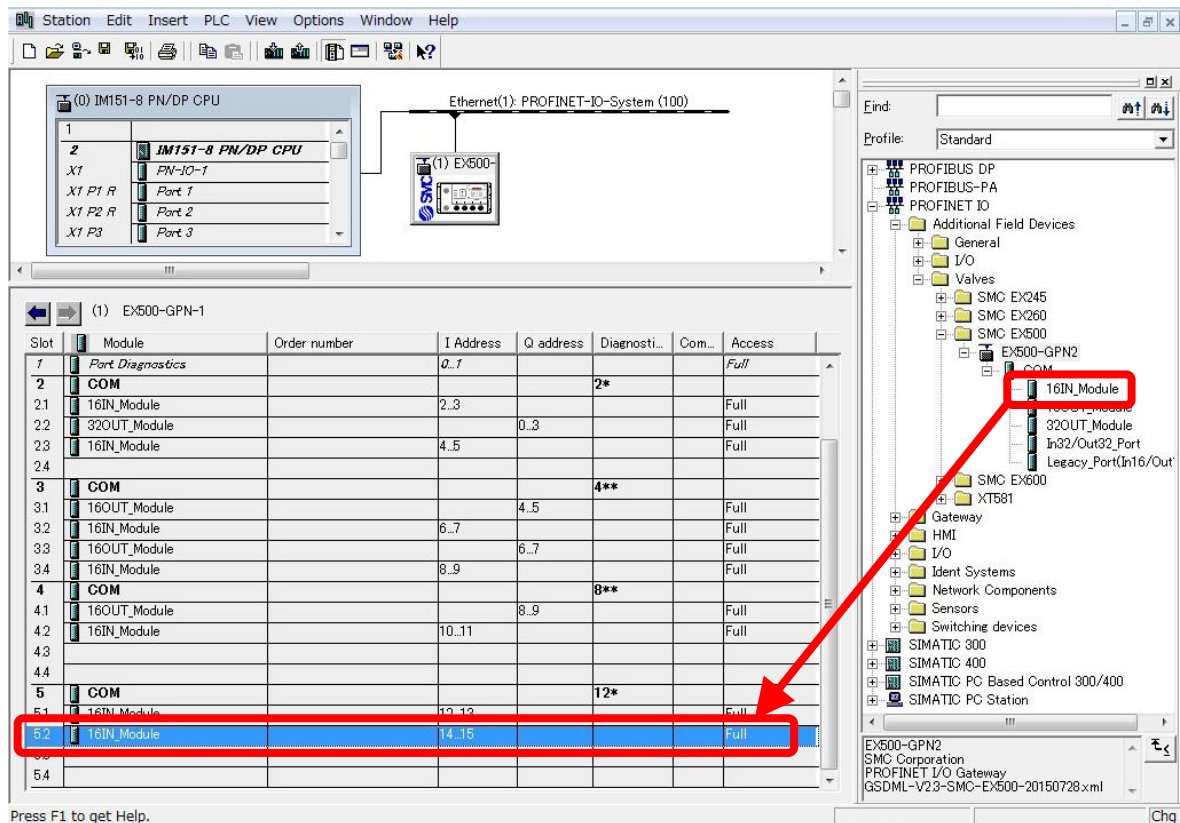 Station Edit Insert PLC View Options Window Help
(0) IM151-8 PN/DP CPU
1
2 IM151-8 PN/DP CPU
X1 PN-IO-1
X1 P1 R Port 1
X1 P2 R Port 2
X1 P3 Port 3
Ethernet(1): PROFINET-IO-System (100)
(1) EX500-
SMC
(1) EX500-GPN-1
Slot Module Order number I Address Q address Diagnosti... Com... Access
1 Port Diagnostics 0..1 Full
2 COM 2*
2.1 16IN_Module 2..3 Full
2.2 32OUT_Module 0..3 Full
2.3 16IN_Module 4..5 Full
2.4
3 COM 4**
3.1 16OUT_Module 4..5 Full
3.2 16IN_Module 6..7 Full
3.3 16OUT_Module 6..7 Full
3.4 16IN_Module 8..9 Full
4 COM 8**
4.1 16OUT_Module 8..9 Full
4.2 16IN_Module 10..11 Full
4.3
4.4
5 COM 12*
5.1 16IN_Module 12..13 Full
5.2 16IN_Module 14..15 Full
5.4
Find:
Profile: Standard
PROFIBUS DP
PROFIBUS-PA
PROFINET IO
Additional Field Devices
General
I/O
Valves
SMC EX245
SMC EX260
SMC EX500
EX500-GPN2
COM
16IN_Module
16OUT_Module
32OUT_Module
In32/Out32_Port
Legacy_Port(In16/Out
SMC EX600
XT581
Gateway
HMI
I/O
Ident Systems
Network Components
Sensors
Switching devices
SIMATIC 300
SIMATIC 400
SIMATIC PC Based Control 300/400
SIMATIC PC Station
EX500-GPN2
SMC Corporation
PROFINET I/O Gateway
GSDML-V2.3-SMC-EX500-20150728.xml
Press F1 to get Help.
Chg